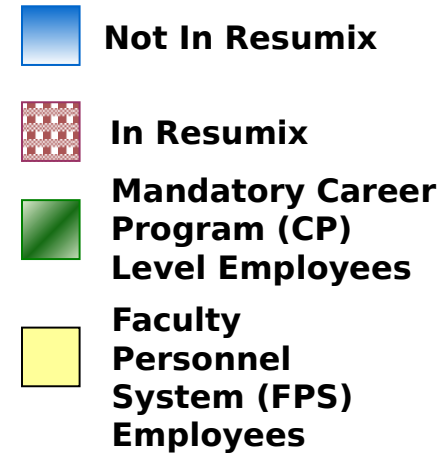 Not In Resumix
In Resumix
Mandatory Career
Program (CP)
Level Employees
Faculty
Personnel
System (FPS)
Employees